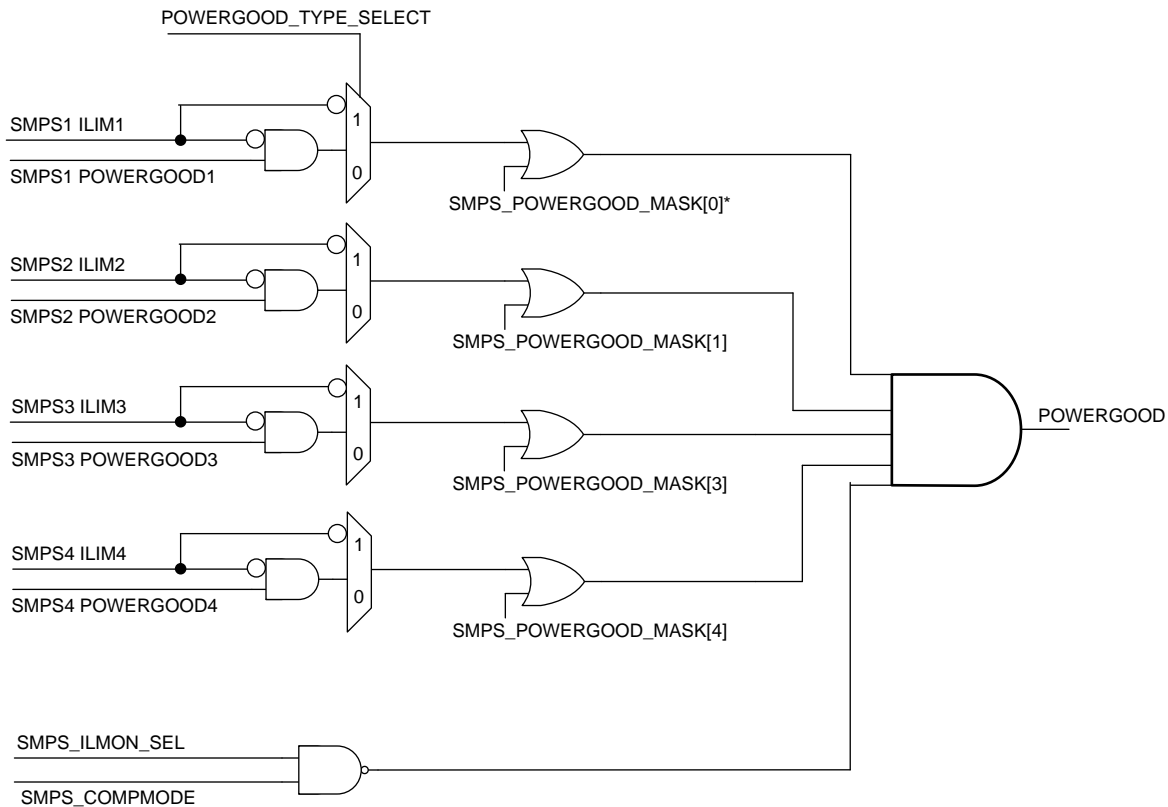 POWERGOOD_TYPE_SELECT
SMPS1 ILIM1
1
SMPS1 POWERGOOD1
0
SMPS_POWERGOOD_MASK[0]*
SMPS2 ILIM2
1
SMPS2 POWERGOOD2
0
SMPS_POWERGOOD_MASK[1]
SMPS3 ILIM3
1
SMPS3 POWERGOOD3
0
SMPS_POWERGOOD_MASK[3]
POWERGOOD
SMPS4 ILIM4
1
SMPS4 POWERGOOD4
0
SMPS_POWERGOOD_MASK[4]
SMPS_ILMON_SEL
SMPS_COMPMODE